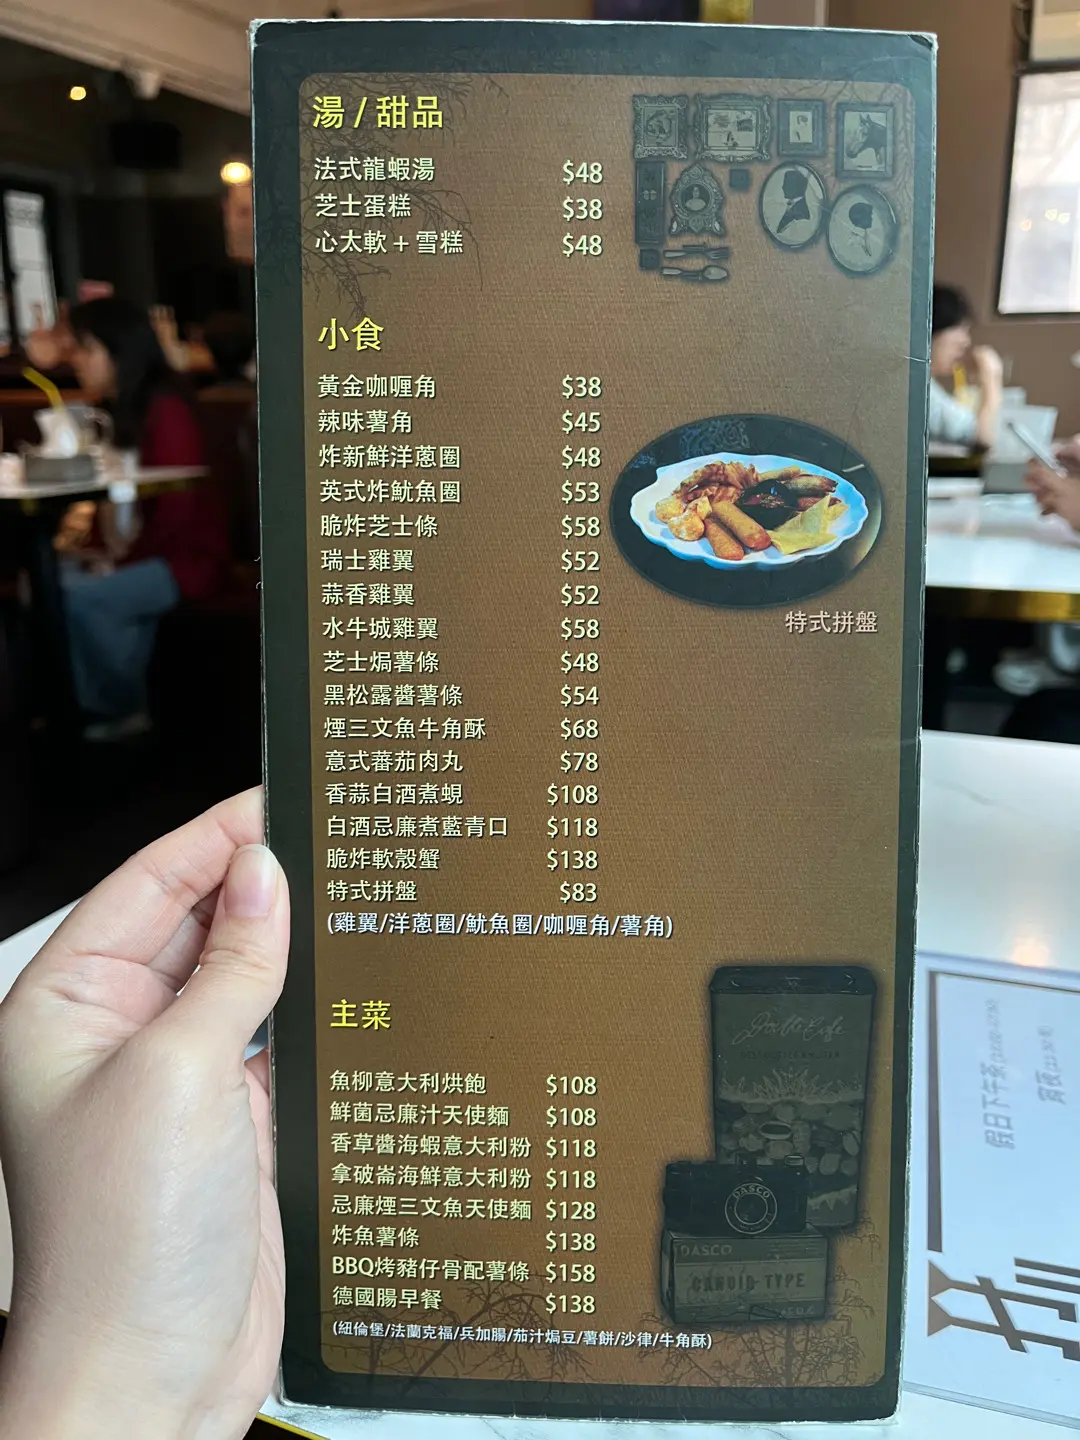 湯 / 甜品
法式龍蝦湯 $48
芝士蛋糕 $38
心太軟 + 雪糕 $48
小食
黃金咖喱角 $38
辣味薯角 $45
炸新鮮洋蔥圈 $48
英式炸魷魚圈 $53
脆炸芝士條 $58
瑞士雞翼 $52
蒜香雞翼 $52
水牛城雞翼 $58
芝士焗薯條 $48
黑松露醬薯條 $54
煙三文魚牛角酥 $68
意式蕃茄肉丸 $78
香蒜白酒煮蜆 $108
白酒忌廉煮藍青口 $118
脆炸軟殼蟹 $138
特式拼盤 $83
(雞翼/洋蔥圈/魷魚圈/咖喱角/薯角)
特式拼盤
主菜
魚柳意大利烘飽 $108
鮮菌忌廉汁天使麵 $108
香草醬海蝦意大利粉 $118
拿破崙海鮮意大利粉 $118
忌廉煙三文魚天使麵 $128
炸魚薯條 $138
BBQ烤豬仔骨配薯條 $158
德國腸早餐 $138
(紐倫堡/法蘭克福/兵加腸/茄汁焗豆/薯餅/沙律/牛角酥)
DASCO
DASCO
CANDID TYPE
假日下午茶